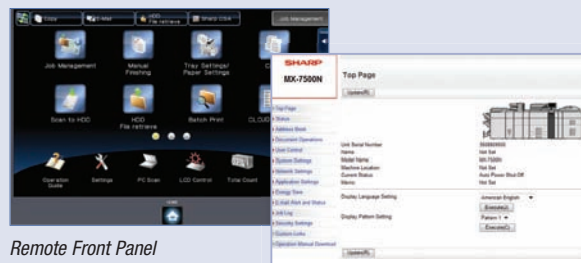 Copy
E-Mail
HDD
File retrieve
Sharp OSA
Job Management
Job Management
Manual
Finishing
Tray Settings/
Paper Settings
Scan to HDD
HDD
File retrieve
Batch Print
Operation
Guide
Settings
PC Scan
LCD Control
Total Count
SHARP
MX-7500N
Top Page
Update(R)
Top Page
Status
Address Book
Document Operations
User Control
System Settings
Network Settings
Application Settings
Energy Save
E-mail Alert and Status
Job Log
Security Settings
Custom Links
Operation Manual Download
Unit Serial Number
Name: Not Set
Model Name: MX-7500N
Machine Location: Not Set
Current Status: Auto Power Shut-Off
Memo: Not Set
Display Language Setting American English
Execute(J)
Display Pattern Setting Pattern 1
Execute(C)
Update(R)
Remote Front Panel